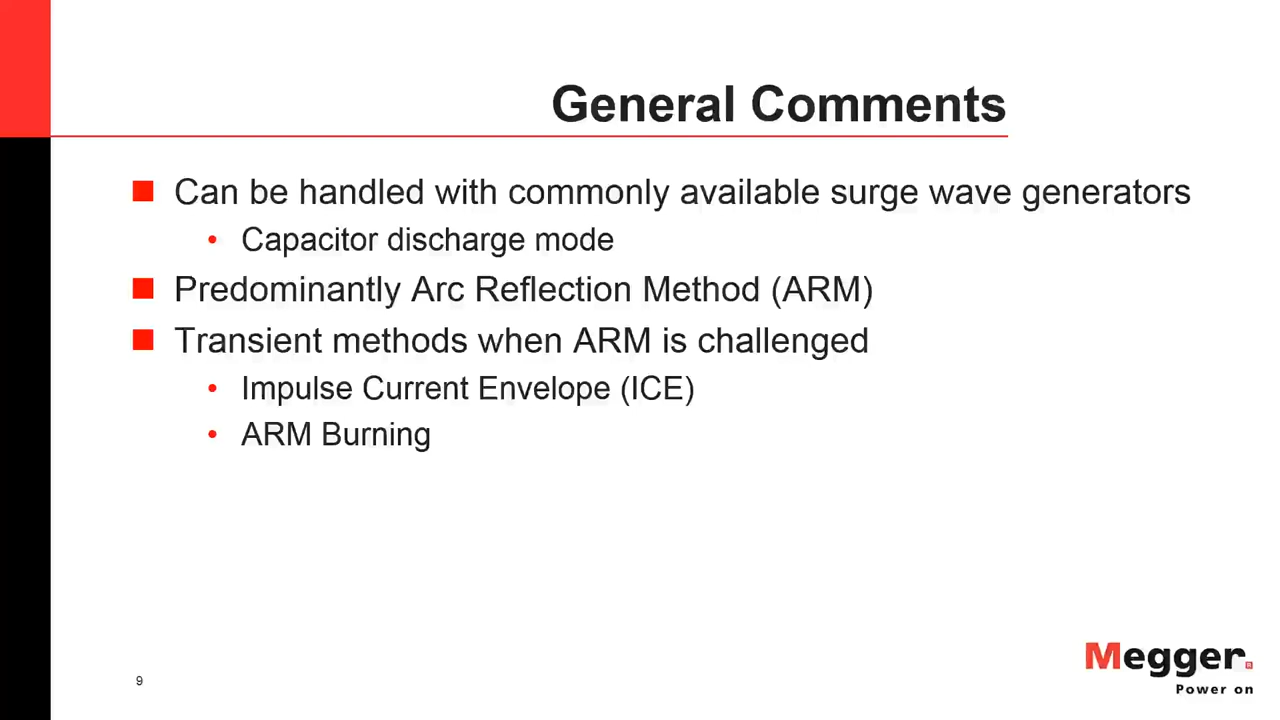 General Comments
Can be handled with commonly available surge wave generators
• Capacitor discharge mode
Predominantly Arc Reflection Method (ARM)
Transient methods when ARM is challenged
• Impulse Current Envelope (ICE)
• ARM Burning
9
Megger®
Power on